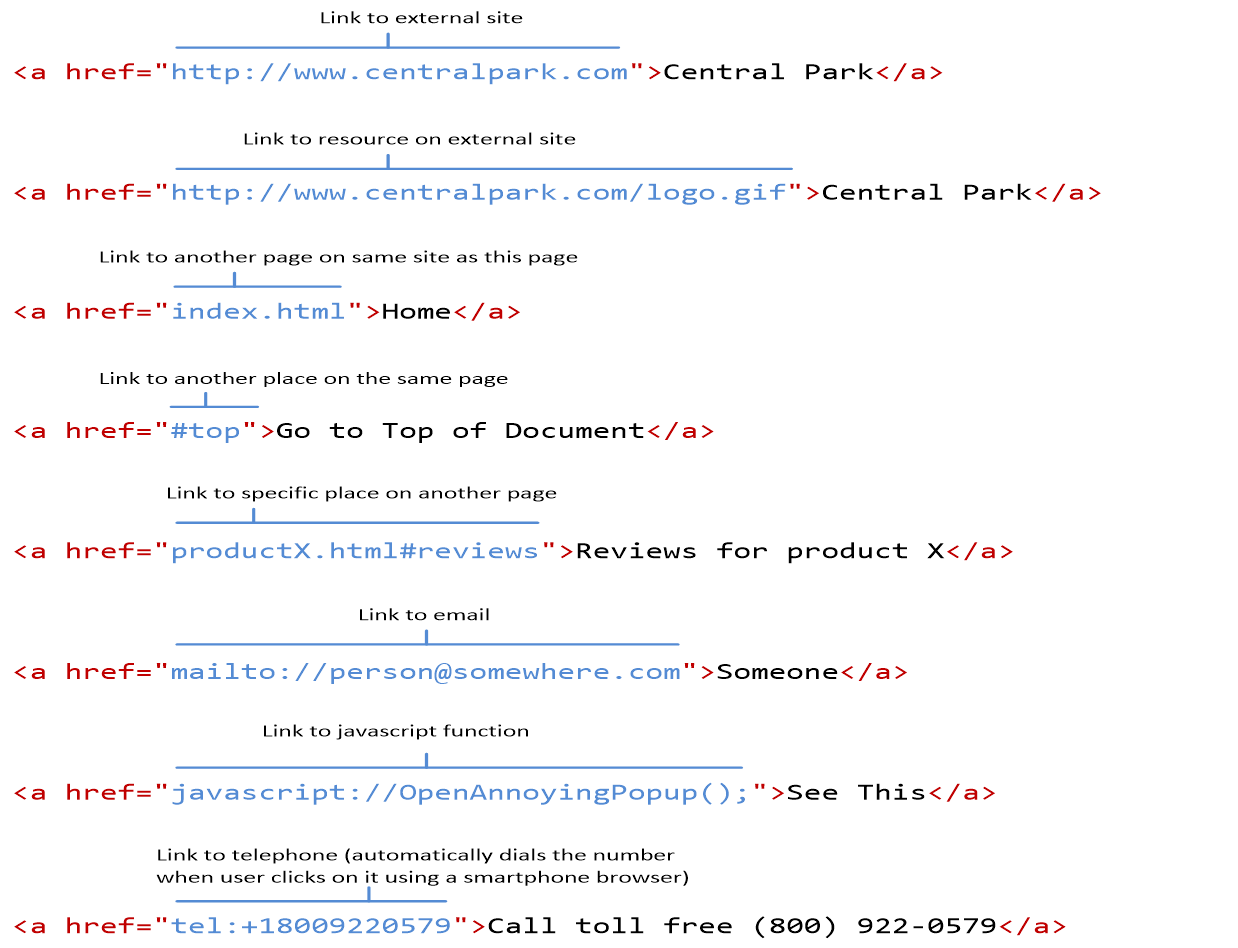 Link to external site
<a href="http://www.centralpark.com">Central Park</a>
Link to resource on external site
<a href="http://www.centralpark.com/logo.gif">Central Park</a>
Link to another page on same site as this page
<a href="index.html">Home</a>
Link to another place on the same page
<a href="#top">Go to Top of Document</a>
Link to specific place on another page
<a href="productX.html#reviews">Reviews for product X</a>
Link to email
<a href="mailto://person@somewhere.com">Someone</a>
Link to javascript function
<a href="javascript://OpenAnnoyingPopup();">See This</a>
Link to telephone (automatically dials the number
when user clicks on it using a smartphone browser)
<a href="tel:+18009220579">Call toll free (800) 922-0579</a>